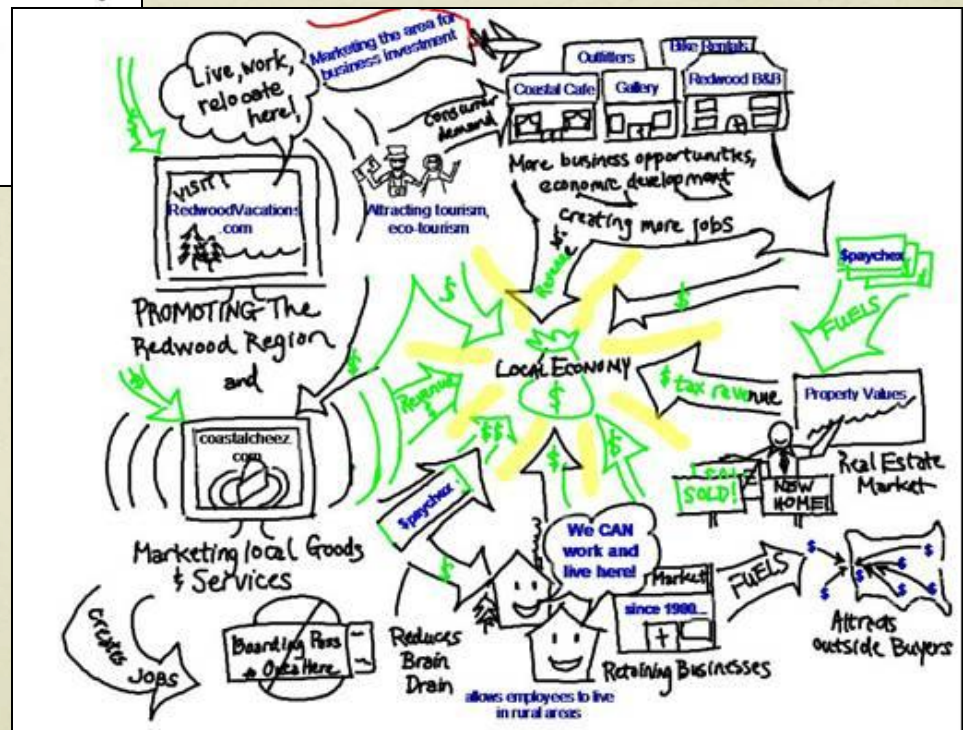 Marketing the area for
business investment
Live, work,
relocate
here!
Outfitters
Bike Rentals
Coastal Cafe
Gallery
Redwood B&B
consumer
demand
More business opportunities,
economic development
creating more jobs
VISIT!
RedwoodVacations
.com
Attracting tourism,
eco-tourism
$
Revenue
$paychex
FUELS
$
$
PROMOTING The
Redwood Region
and
$
$
Revenue
$
LOCAL ECONOMY
$
$ tax revenue
Property Values
coastalcheez
.com
$$
$
$
$paychex
$
SOLD!
NEW
HOME!
Real Estate
Market
Marketing local Goods
& Services
We CAN
work and
live here!
Market
since 1980...
FUELS
$
$
$
$
$
$
$
Attracts
outside Buyers
creates
JOBS
Boarding Pass
Outa Here
Reduces
Brain
Drain
Retaining Businesses
allows employees to live
in rural areas